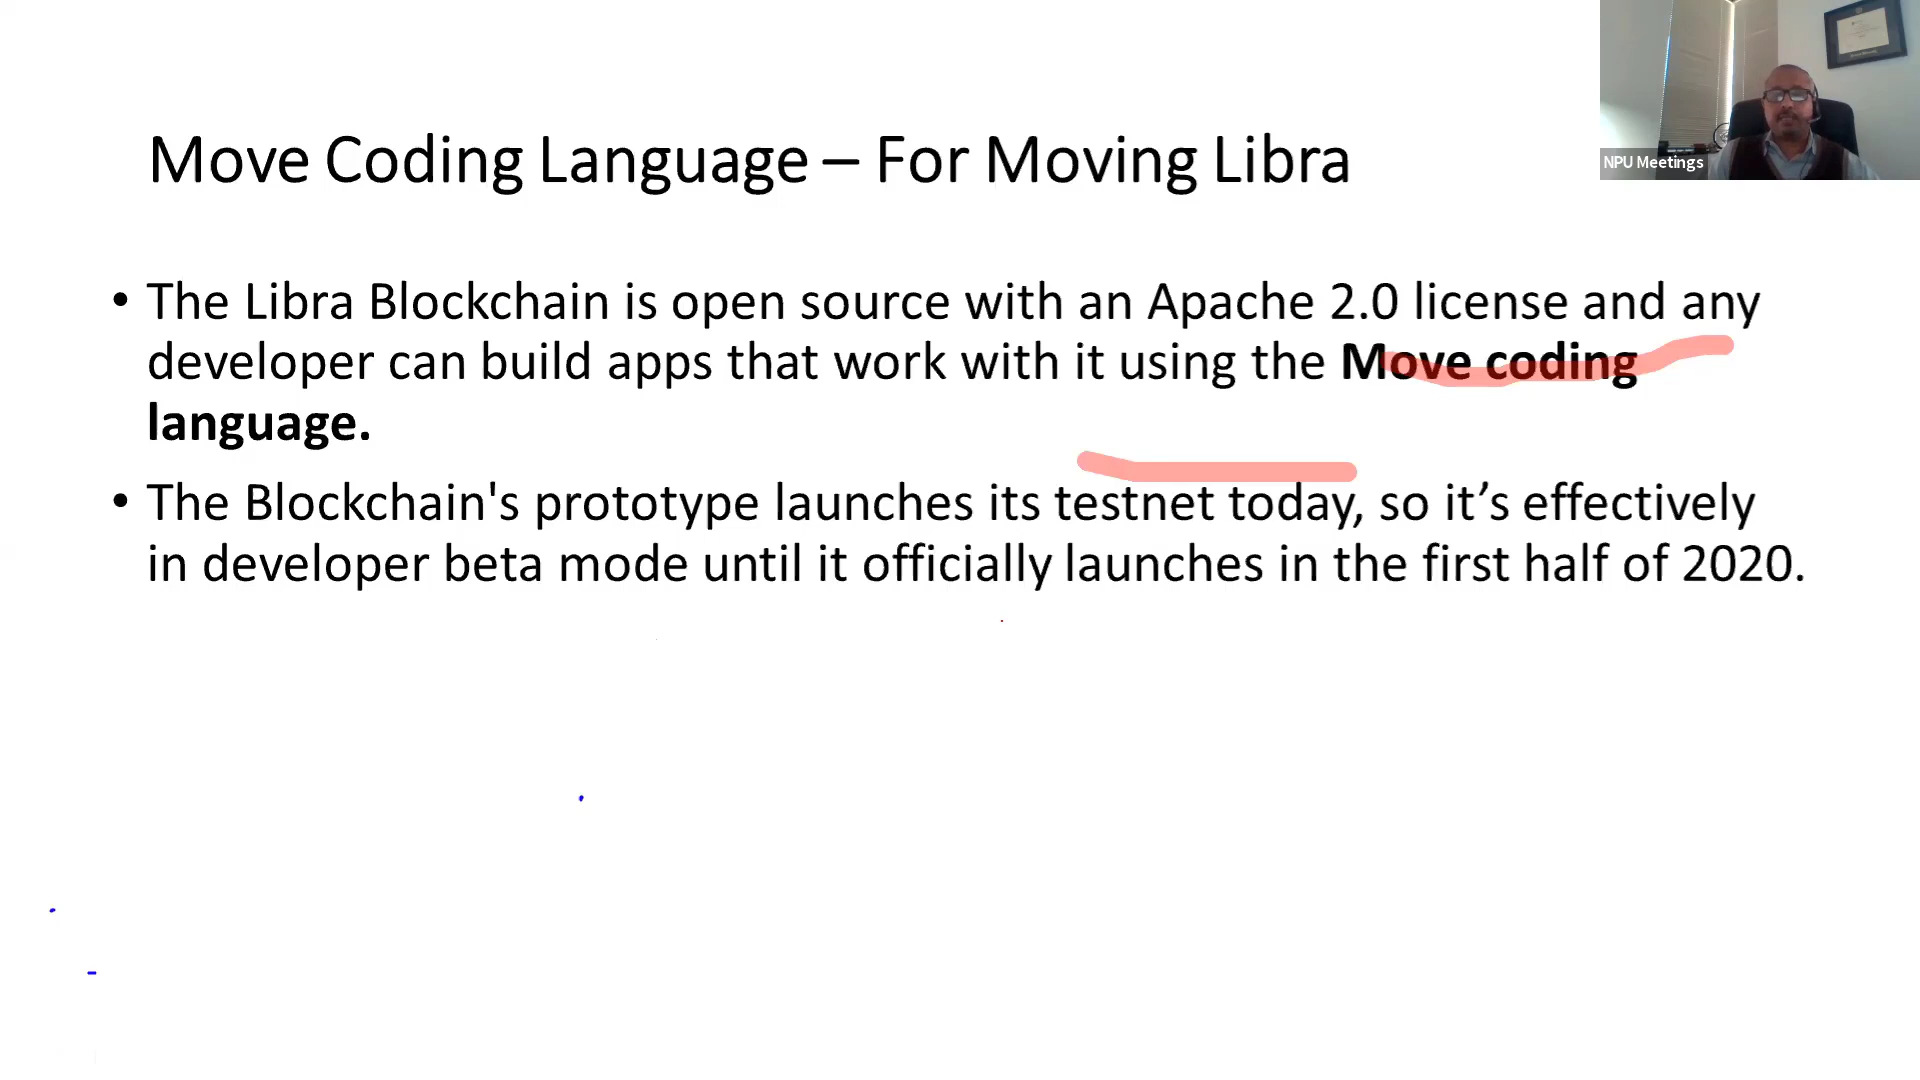 Move Coding Language – For Moving Libra
NPU Meetings
• The Libra Blockchain is open source with an Apache 2.0 license and any
developer can build apps that work with it using the Move coding
language.
• The Blockchain's prototype launches its testnet today, so it’s effectively
in developer beta mode until it officially launches in the first half of 2020.